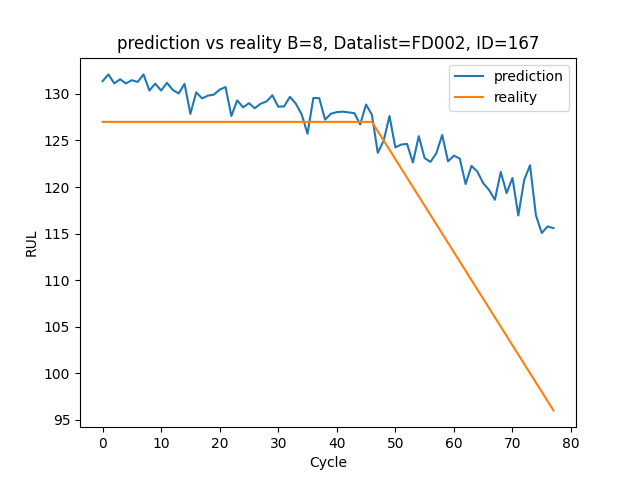 prediction vs reality B=8, Datalist=FD002, ID=167
prediction
reality
130
125
120
115
110
105
100
95
RUL
0 10 20 30 40 50 60 70 80
Cycle